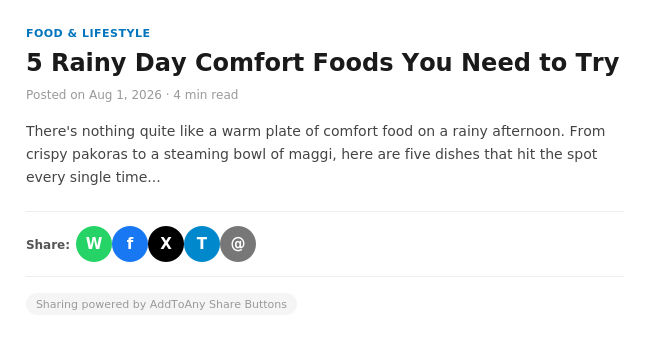 FOOD & LIFESTYLE
5 Rainy Day Comfort Foods You Need to Try
Posted on Aug 1, 2026 · 4 min read
There's nothing quite like a warm plate of comfort food on a rainy afternoon. From
crispy pakoras to a steaming bowl of maggi, here are five dishes that hit the spot
every single time...
Share: W f X T @
Sharing powered by AddToAny Share Buttons